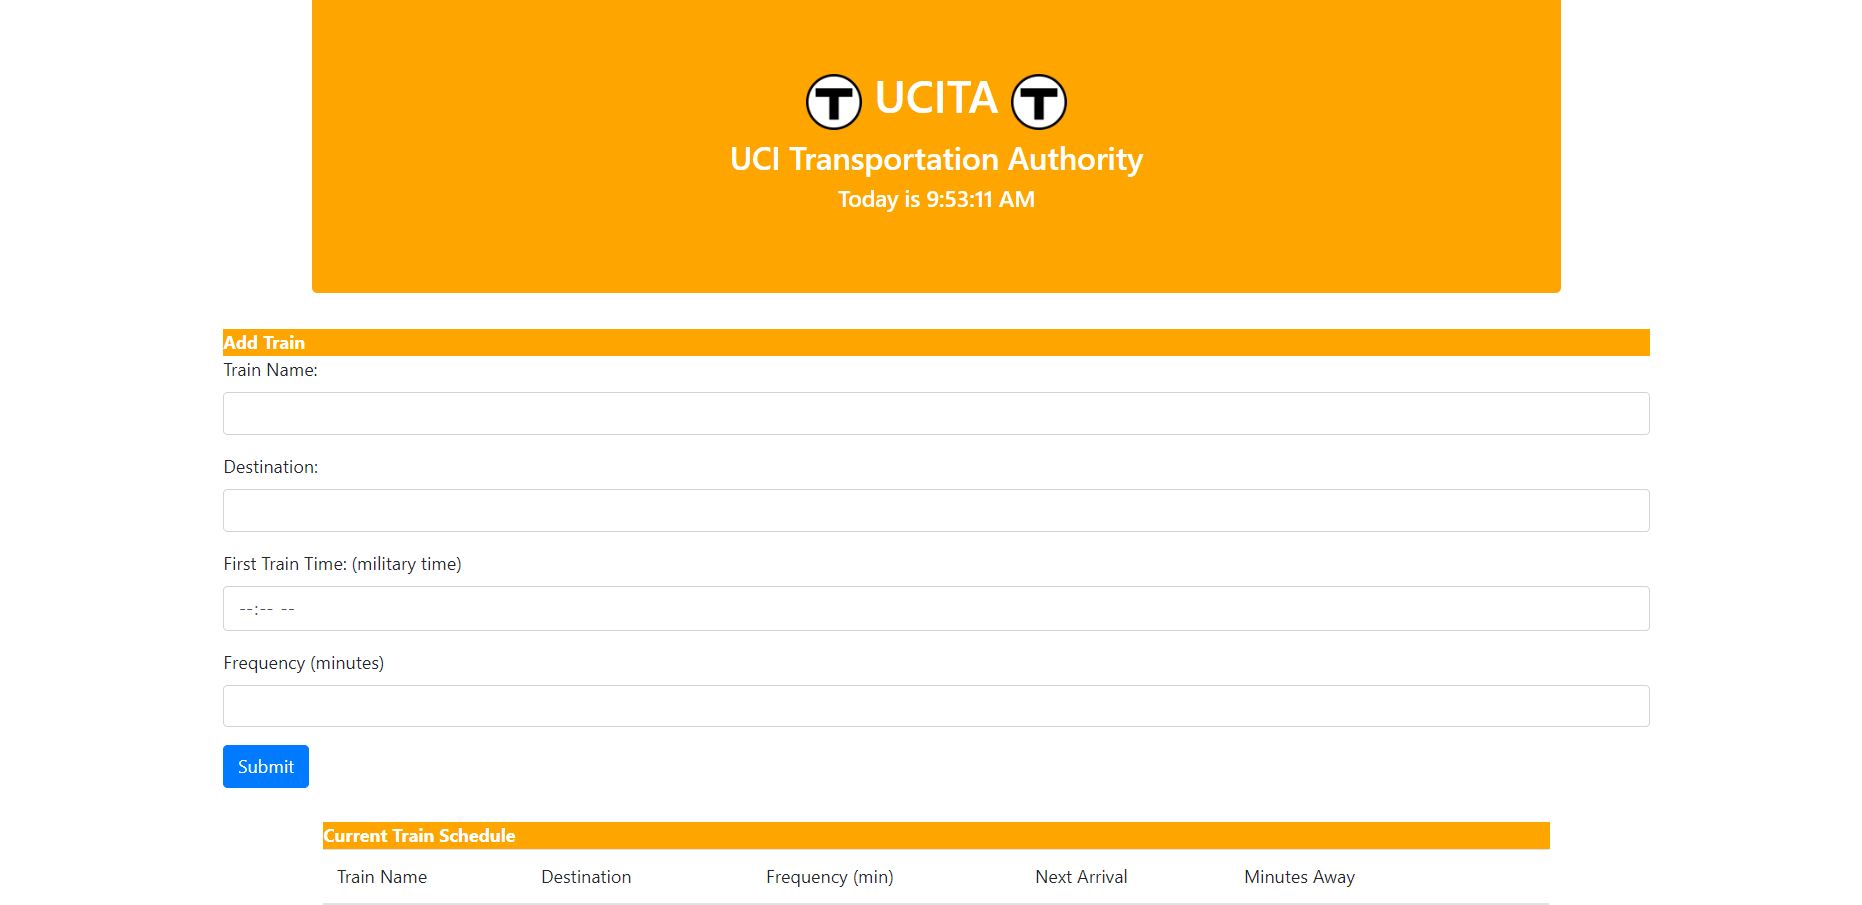 T UCITA T
UCI Transportation Authority
Today is 9:53:11 AM
Add Train
Train Name:
Destination:
First Train Time: (military time)
--:-- --
Frequency (minutes)
Submit
Current Train Schedule
Train Name Destination Frequency (min) Next Arrival Minutes Away